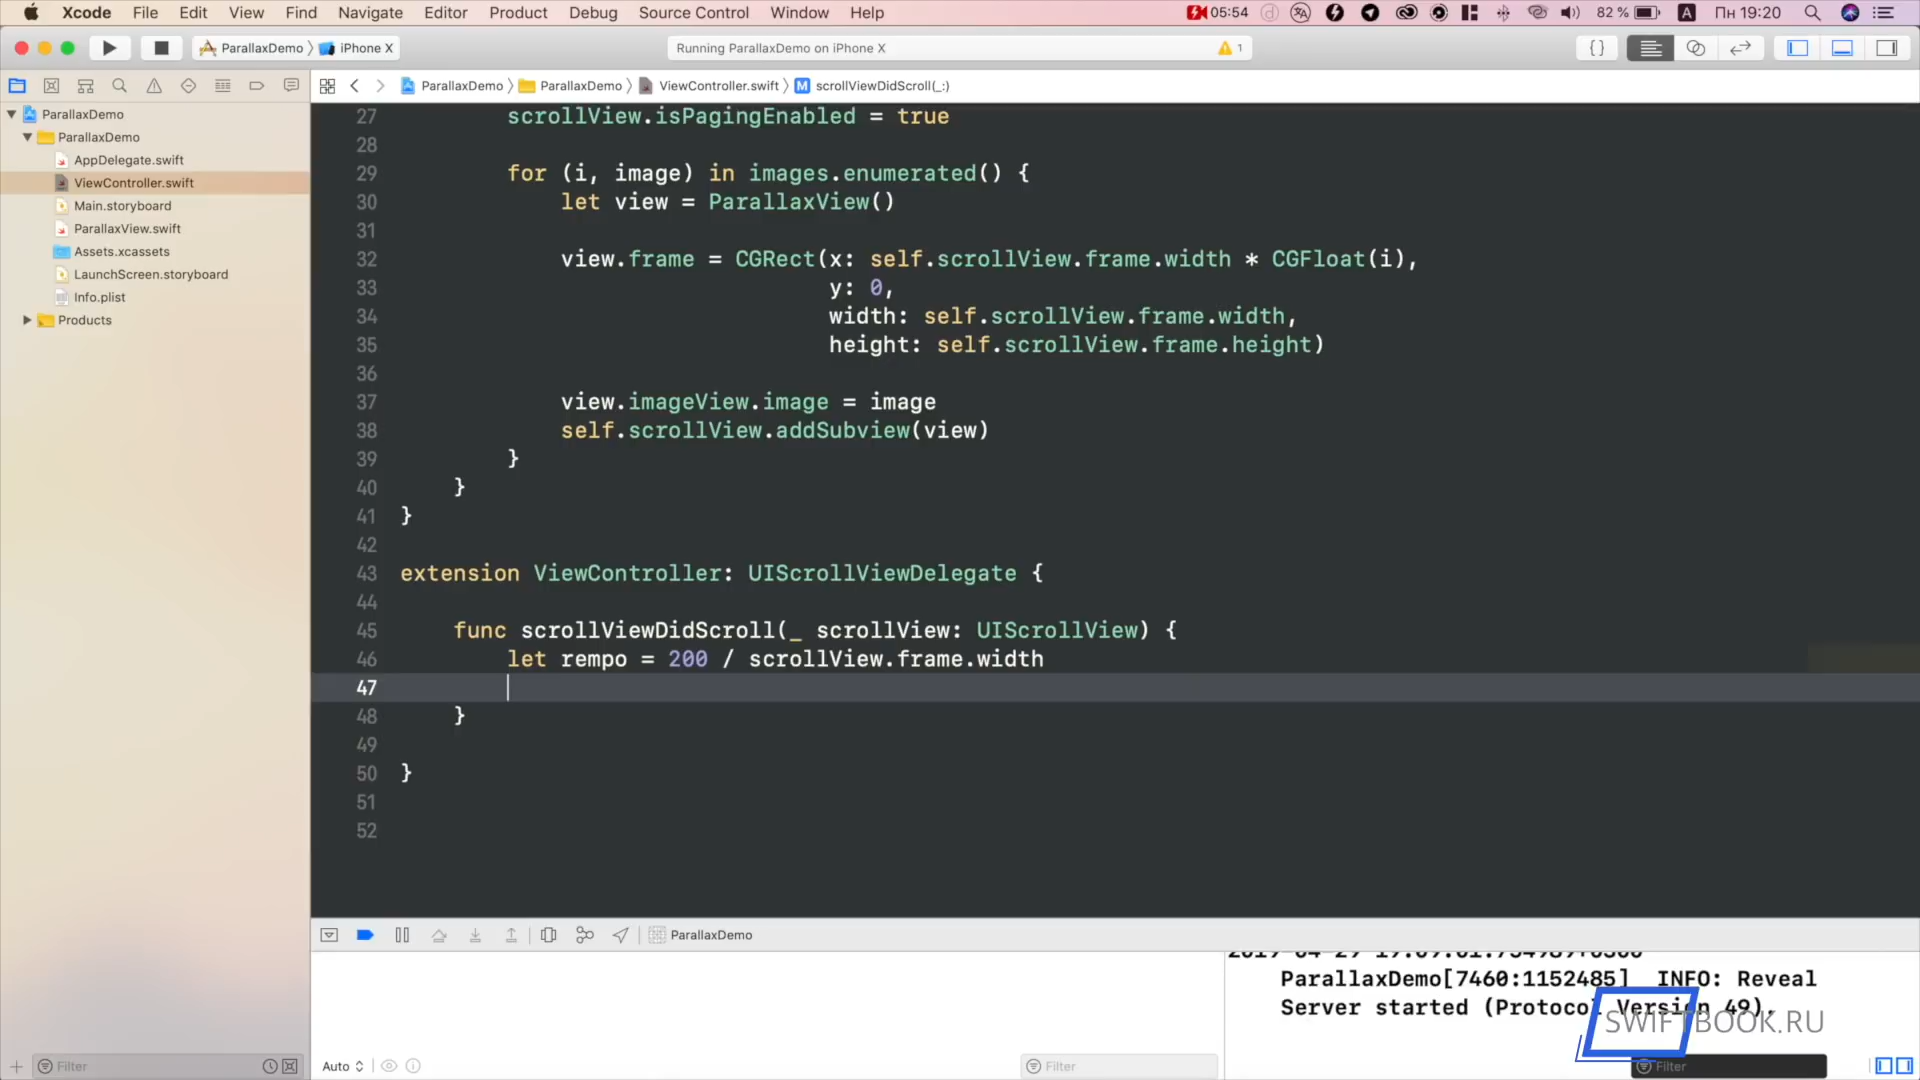 Xcode File Edit View Find Navigate Editor Product Debug Source Control Window Help 05:54 82 % A Пн 19:20
ParallaxDemo iPhone X Running ParallaxDemo on iPhone X 1
ParallaxDemo ParallaxDemo ViewController.swift M scrollViewDidScroll(_:)
ParallaxDemo
ParallaxDemo
AppDelegate.swift
ViewController.swift
Main.storyboard
ParallaxView.swift
Assets.xcassets
LaunchScreen.storyboard
Info.plist
Products
27 scrollView.isPagingEnabled = true
28
29 for (i, image) in images.enumerated() {
30 let view = ParallaxView()
31
32 view.frame = CGRect(x: self.scrollView.frame.width * CGFloat(i),
33 y: 0,
34 width: self.scrollView.frame.width,
35 height: self.scrollView.frame.height)
36
37 view.imageView.image = image
38 self.scrollView.addSubview(view)
39 }
40 }
41 }
42
43 extension ViewController: UIScrollViewDelegate {
44
45 func scrollViewDidScroll(_ scrollView: UIScrollView) {
46 let rempo = 200 / scrollView.frame.width
47
48 }
49
50 }
51
52
ParallaxDemo
ParallaxDemo[7460:1152485] INFO: Reveal
Server started (Protocol Version 49).
SWIFTBOOK.RU
Filter Auto Filter Filter